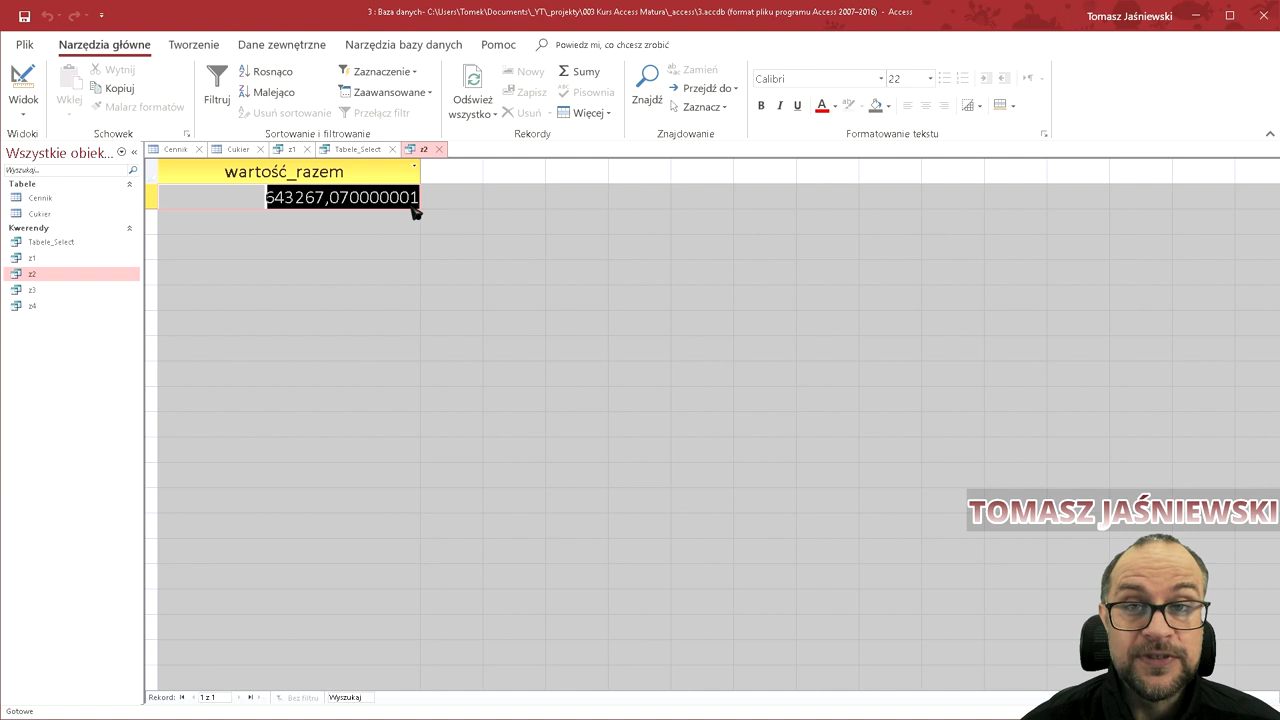 3 : Baza danych- C:\Users\Tomek\Documents\_YT\_projekty\003 Kurs Access Matura\_access\3.accdb (format pliku programu Access 2007–2016) - Access
Tomasz Jaśniewski
Plik
Narzędzia główne
Tworzenie
Dane zewnętrzne
Narzędzia bazy danych
Pomoc
Powiedz mi, co chcesz zrobić
Widok
Widoki
Wklej
Wytnij
Kopiuj
Malarz formatów
Schowek
Filtruj
Rosnąco
Malejąco
Usuń sortowanie
Zaznaczenie
Zaawansowane
Przełącz filtr
Sortowanie i filtrowanie
Odśwież
wszystko
Nowy
Zapisz
Usuń
Sumy
Pisownia
Więcej
Rekordy
Znajdź
Zamień
Przejdź do
Zaznacz
Znajdowanie
Calibri
22
B I U
Formatowanie tekstu
Wszystkie obiek...
Wyszukaj...
Tabele
Cennik
Cukier
Kwerendy
Tabele_Select
z1
z2
z3
z4
Cennik
Cukier
z1
Tabele_Select
z2
wartość_razem
643267,070000001
TOMASZ JAŚNIEWSKI
Rekord:
1 z 1
Bez filtru
Wyszukaj
Gotowe